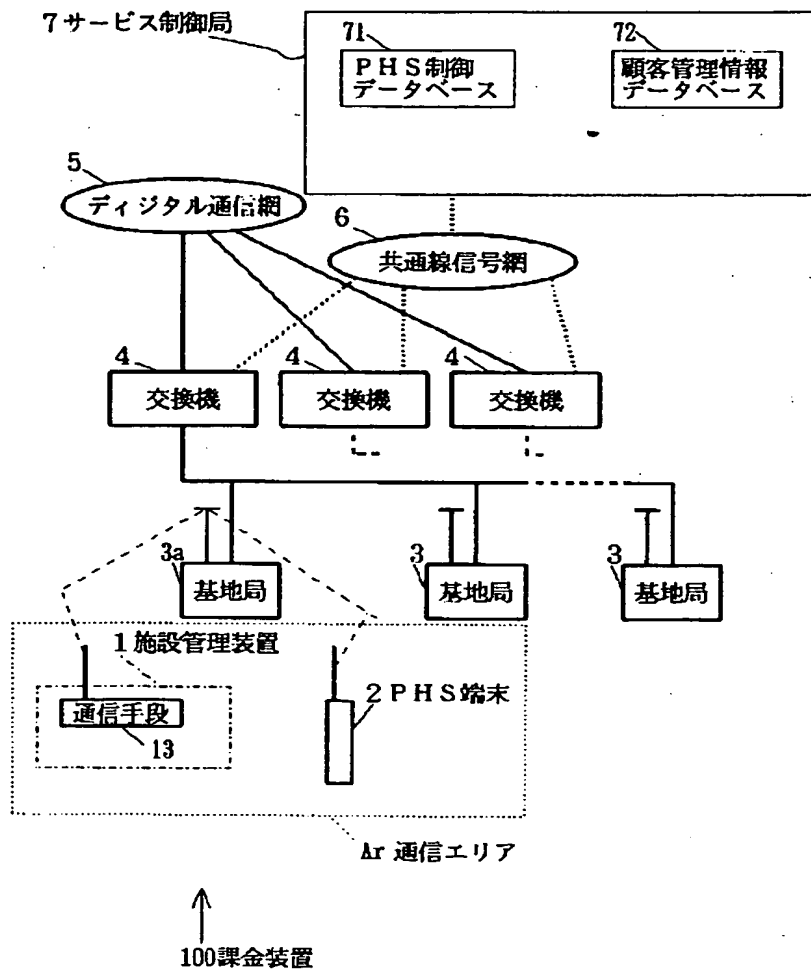 7サービス制御局
71
PHS制御
データベース
72
顧客管理情報
データベース
5
ディジタル通信網
6
共通線信号網
4
交換機
4
交換機
4
交換機
3a
基地局
3
基地局
3
基地局
1施設管理装置
通信手段
13
2PHS端末
Ar 通信エリア
100課金装置